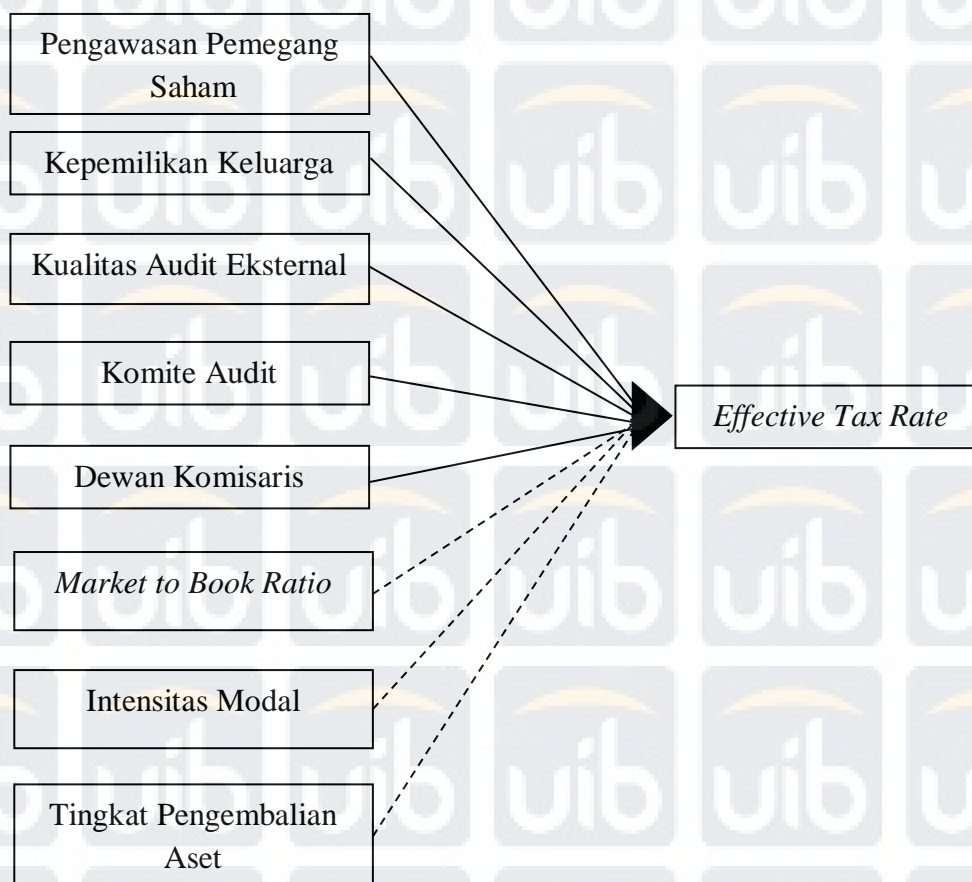 Pengawasan Pemegang
Saham
Kepemilikan Keluarga
Kualitas Audit Eksternal
Komite Audit
Effective Tax Rate
Dewan Komisaris
Market to Book Ratio
Intensitas Modal
Tingkat Pengembalian
Aset
uib